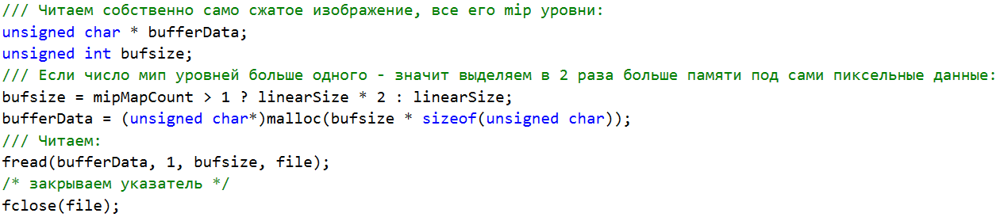 /// Читаем собственно само сжатое изображение, все его mip уровни:
unsigned char * bufferData;
unsigned int bufsize;
/// Если число мип уровней больше одного - значит выделяем в 2 раза больше памяти под сами пиксельные данные:
bufsize = mipMapCount > 1 ? linearSize * 2 : linearSize;
bufferData = (unsigned char*)malloc(bufsize * sizeof(unsigned char));
/// Читаем:
fread(bufferData, 1, bufsize, file);
/* закрываем указатель */
fclose(file);